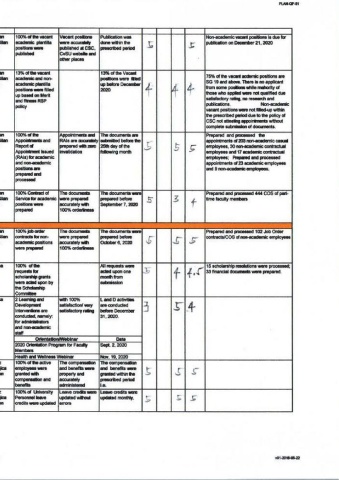 PLAN-QF-01
100% of the vacant
academic plantilla
positions were
published
Vacant positions
were accurately
published at CSC,
CvSU website and
other places
Publication was
done within the
prescribed period
5
5
Non-academic vacant positions is due for
publication on December 21, 2020
13% of the vacant
academic and non-
academic plantilla
positions were filled
up based on Merit
and fitness RSP
policy
13% of the Vacant
positions were filled
up before December
2020
4
4
4
75% of the vacant academic positions are
SG 19 and above. There is no applicant
from some positions while majority of
those who applied were not qualified due
satisfactory rating, no research and
publications. Non-academic
vacant positions were not filled-up within
the prescribed period due to the policy of
CSC not attesting appointments without
complete submission of documents.
100% of the
Appointments and
Report of
Appointment Issued
(RAIs) for academic
and non-academic
positions are
prepared and
processed
Appointments and
RAIs are accurately
prepared with zero
invalidation
The documents are
submitted before the
20th day of the
following month
5
5
5
Prepared and processed the
appointments of 203 non-academic casual
employees, 30 non-academic contractual
employees and 17 academic contractual
employees; Prepared and processed
appointments of 23 academic employees
and 9 non-academic employees.
100% Contract of
Service for academic
positions were
prepared
The documents
were prepared
accurately with
100% orderliness
The documents were
prepared before
September 7, 2020
5
3
4
Prepared and processed 444 COS of part-
time faculty members
100% job order
contracts for non-
academic positions
were prepared
The documents
were prepared
accurately with
100% orderliness
The documents were
prepared before
October 6, 2020
5
5
5
Prepared and processed 102 Job Order
contracts/COS of non-academic employees
100% of the
requests for
scholarship grants
were acted upon by
the Scholarship
Committee
All requests were
acted upon one
month from
submission
5
4
4.5
15 scholarship resolutions were processed;
33 financial documents were prepared.
2 Learning and
Development
Interventions are
conducted, namely:
for administrators
and non-academic
staff
with 100%
satisfaction/ very
satisfactory rating
L and D activities
are conducted
before December
31, 2020.
3
5
4
Orientation/Webinar
Date
2020 Orientation Program for Faculty
Members
Sept. 2, 2020
Health and Wellness Webinar
Nov. 19, 2020
100% of the active
employees were
granted with
compensation and
benefits
The compensation
and benefits were
properly and
accurately
administered
The compensation
and benefits were
granted within the
prescribed period
i.e.
5
5
5
100% of University
Personnel leave
credits were updated
Leave credits were
updated without
errors
Leave credits were
updated monthly,
5
5
5